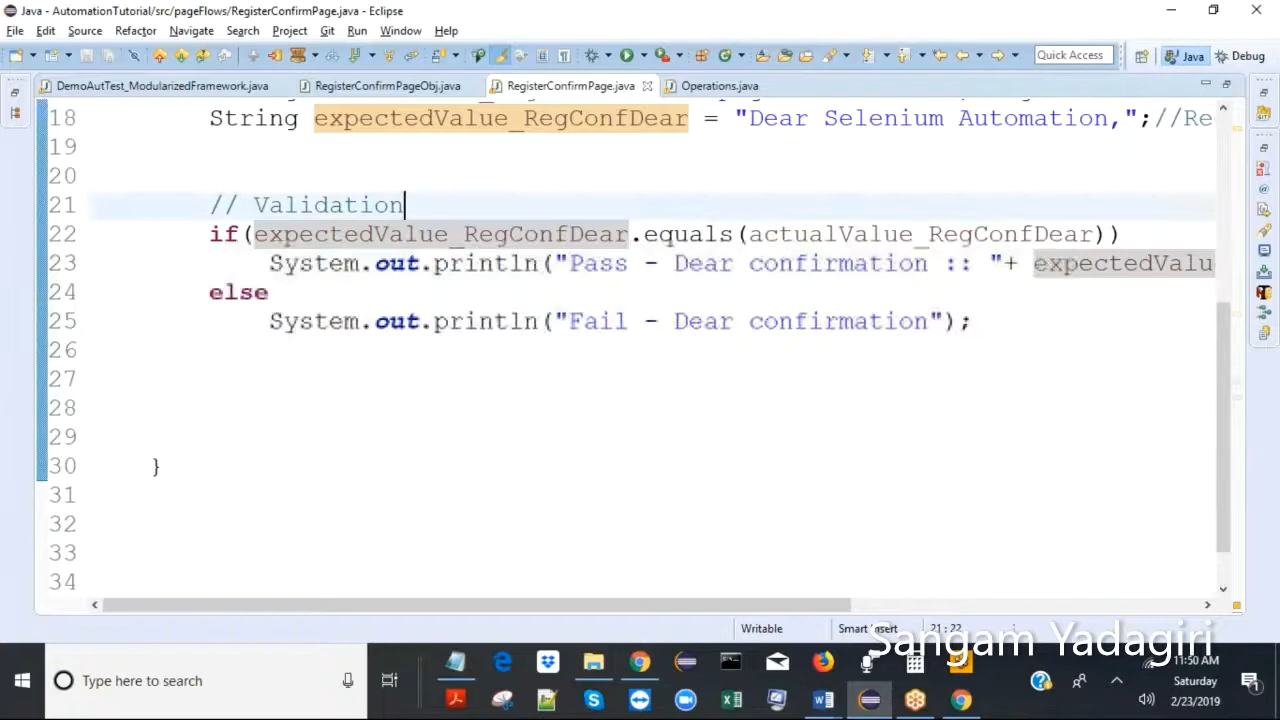 Java - AutomationTutorial/src/pageFlows/RegisterConfirmPage.java - Eclipse
File Edit Source Refactor Navigate Search Project Git Run Window Help
Quick Access Java Debug
DemoAutTest_ModularizedFramework.java RegisterConfirmPageObj.java RegisterConfirmPage.java Operations.java
18 String expectedValue_RegConfDear = "Dear Selenium Automation,";//Re
19
20
21 // Validation
22 if(expectedValue_RegConfDear.equals(actualValue_RegConfDear))
23 System.out.println("Pass - Dear confirmation :: "+ expectedValu
24 else
25 System.out.println("Fail - Dear confirmation");
26
27
28
29
30 }
31
32
33
34
Writable Smart Insert 21 : 22
Sangam Yadagiri
Type here to search
11:50 AM
Saturday
2/23/2019